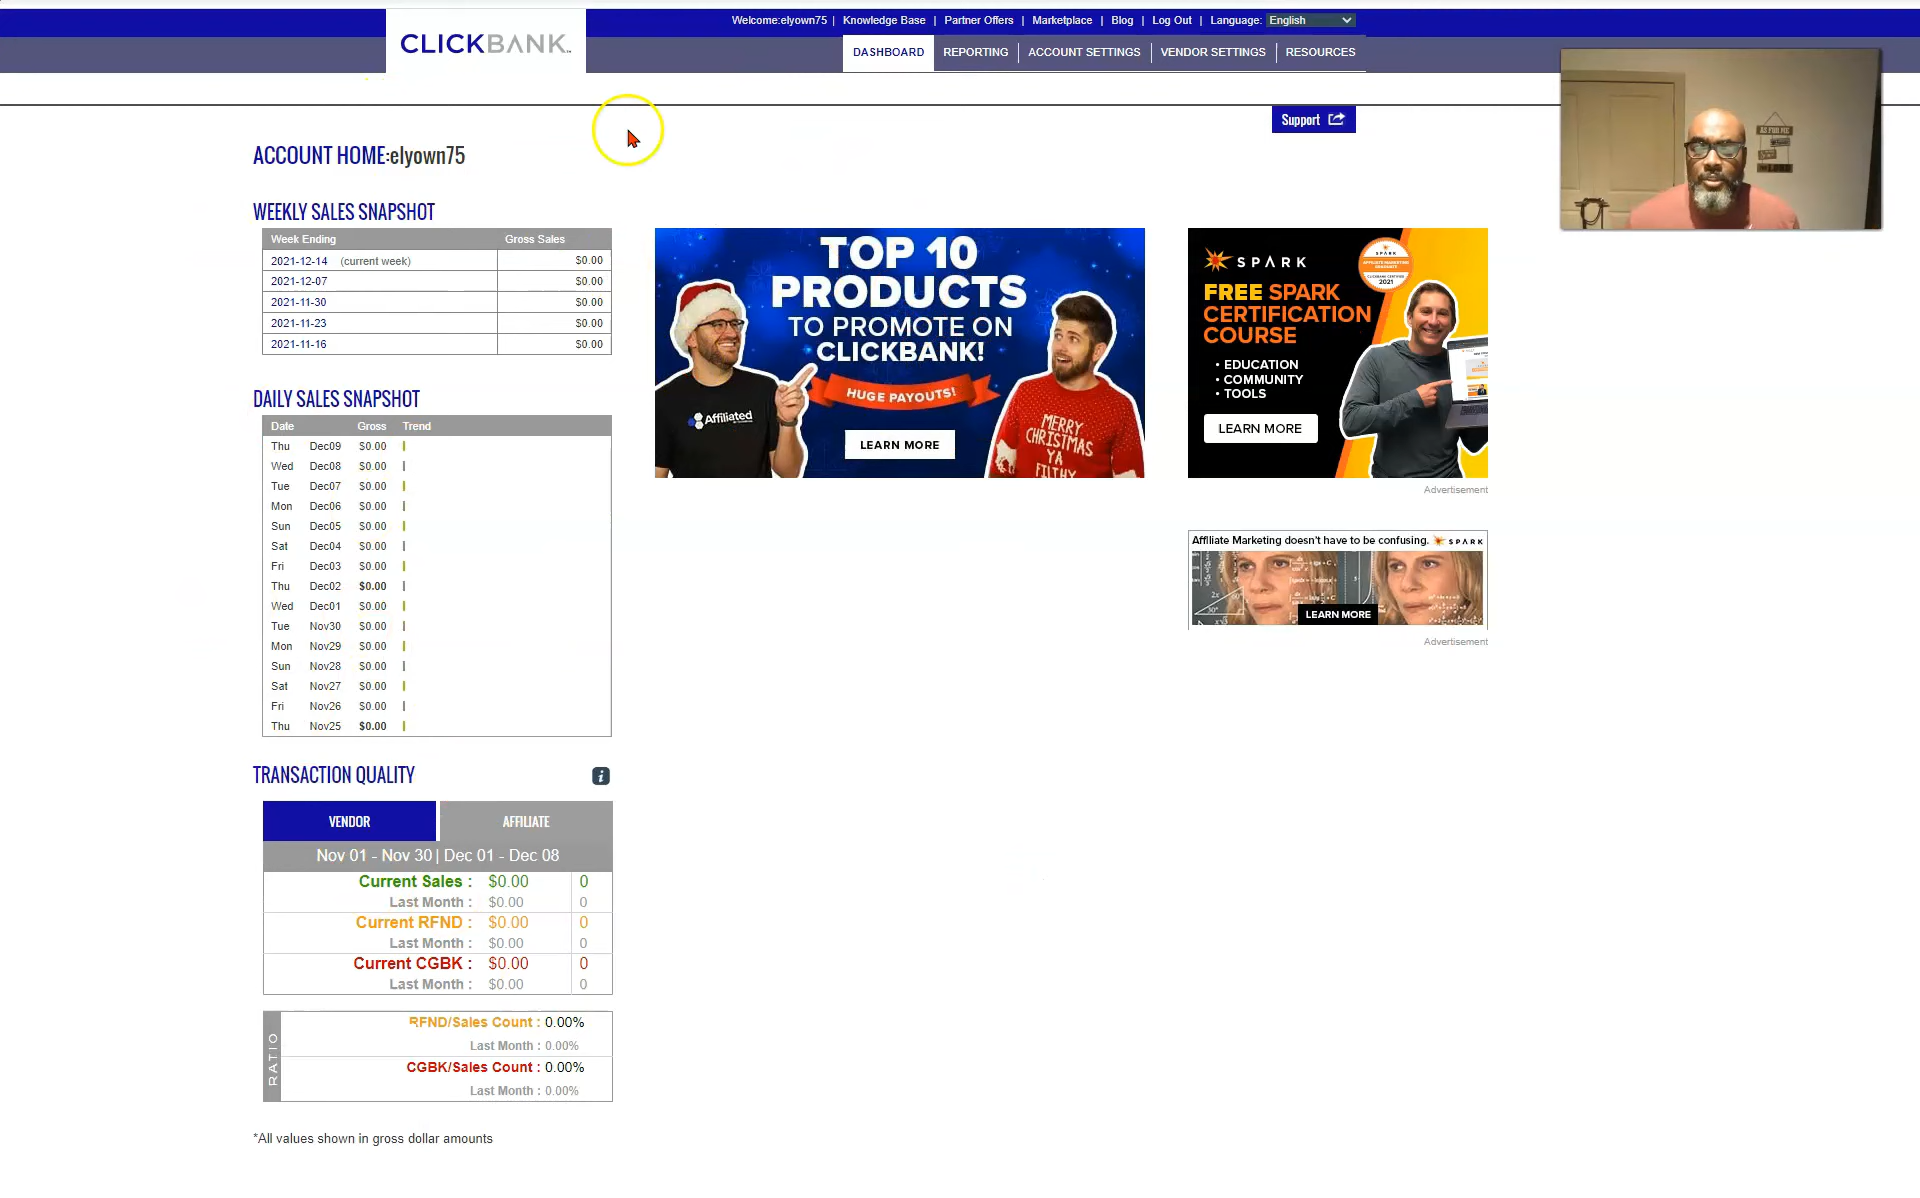 Welcome:elyown75 | Knowledge Base | Partner Offers | Marketplace | Blog | Log Out | Language: English
CLICKBANK
DASHBOARD REPORTING ACCOUNT SETTINGS VENDOR SETTINGS RESOURCES
Support
ACCOUNT HOME:elyown75
WEEKLY SALES SNAPSHOT
Week Ending Gross Sales
2021-12-14 (current week) $0.00
2021-12-07 $0.00
2021-11-30 $0.00
2021-11-23 $0.00
2021-11-16 $0.00
DAILY SALES SNAPSHOT
Date Gross Trend
Thu Dec09 $0.00
Wed Dec08 $0.00
Tue Dec07 $0.00
Mon Dec06 $0.00
Sun Dec05 $0.00
Sat Dec04 $0.00
Fri Dec03 $0.00
Thu Dec02 $0.00
Wed Dec01 $0.00
Tue Nov30 $0.00
Mon Nov29 $0.00
Sun Nov28 $0.00
Sat Nov27 $0.00
Fri Nov26 $0.00
Thu Nov25 $0.00
TRANSACTION QUALITY
VENDOR AFFILIATE
Nov 01 - Nov 30 | Dec 01 - Dec 08
Current Sales : $0.00 0
Last Month : $0.00 0
Current RFND : $0.00 0
Last Month : $0.00 0
Current CGBK : $0.00 0
Last Month : $0.00 0
RATIO
RFND/Sales Count : 0.00%
Last Month : 0.00%
CGBK/Sales Count : 0.00%
Last Month : 0.00%
*All values shown in gross dollar amounts
TOP 10
PRODUCTS
TO PROMOTE ON
CLICKBANK!
HUGE PAYOUTS!
LEARN MORE
Affiliated
MERRY
CHRISTMAS
YA
FILTHY
SPARK
FREE SPARK
CERTIFICATION
COURSE
• EDUCATION
• COMMUNITY
• TOOLS
LEARN MORE
SPARK
2021
Advertisement
Affiliate Marketing doesn't have to be confusing. SPARK
LEARN MORE
Advertisement
AS FOR ME